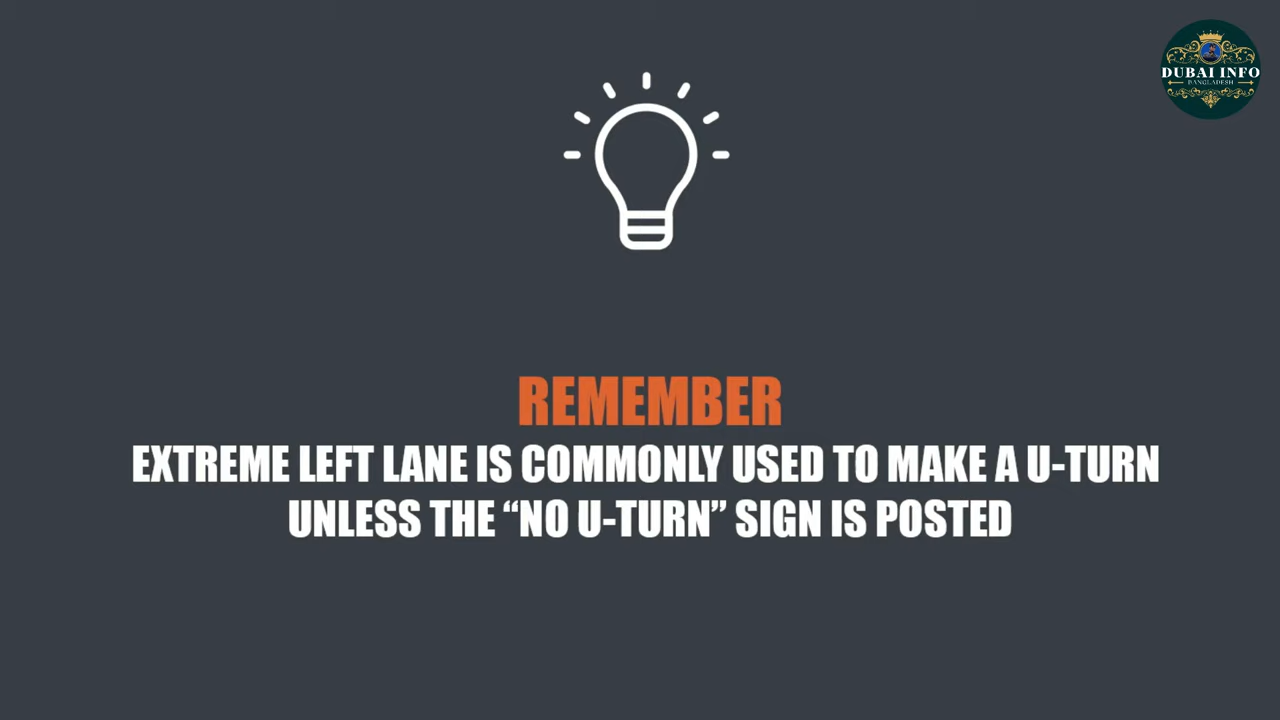 DUBAI INFO
BANGLADESH
REMEMBER
EXTREME LEFT LANE IS COMMONLY USED TO MAKE A U-TURN
UNLESS THE “NO U-TURN” SIGN IS POSTED